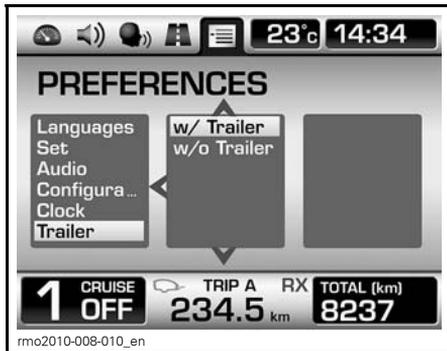 23°c 14:34
PREFERENCES
Languages
Set
Audio
Configura...
Clock
Trailer
w/ Trailer
w/o Trailer
1 CRUISE OFF
TRIP A RX
234.5 km
TOTAL (km)
8237
rmo2010-008-010_en